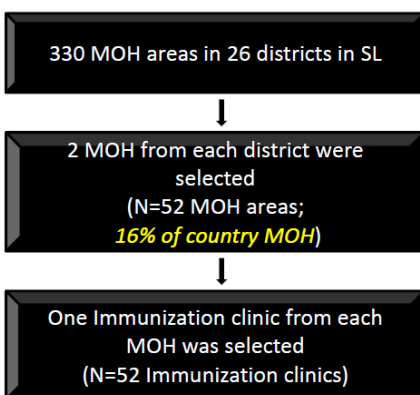 330 MOH areas in 26 districts in SL
2 MOH from each district were
selected
(N=52 MOH areas;
16% of country MOH)
One Immunization clinic from each
MOH was selected
(N=52 Immunization clinics)